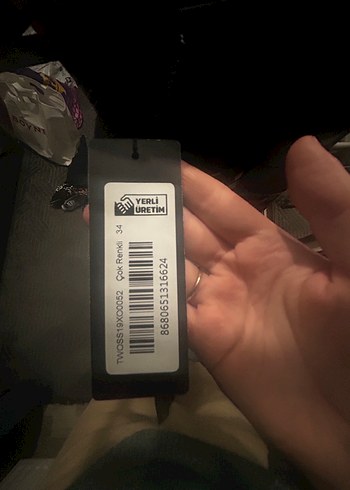 YERLİ
ÜRETİM
TWOSS19XO0052 Çok Renkli 34
8680651316624